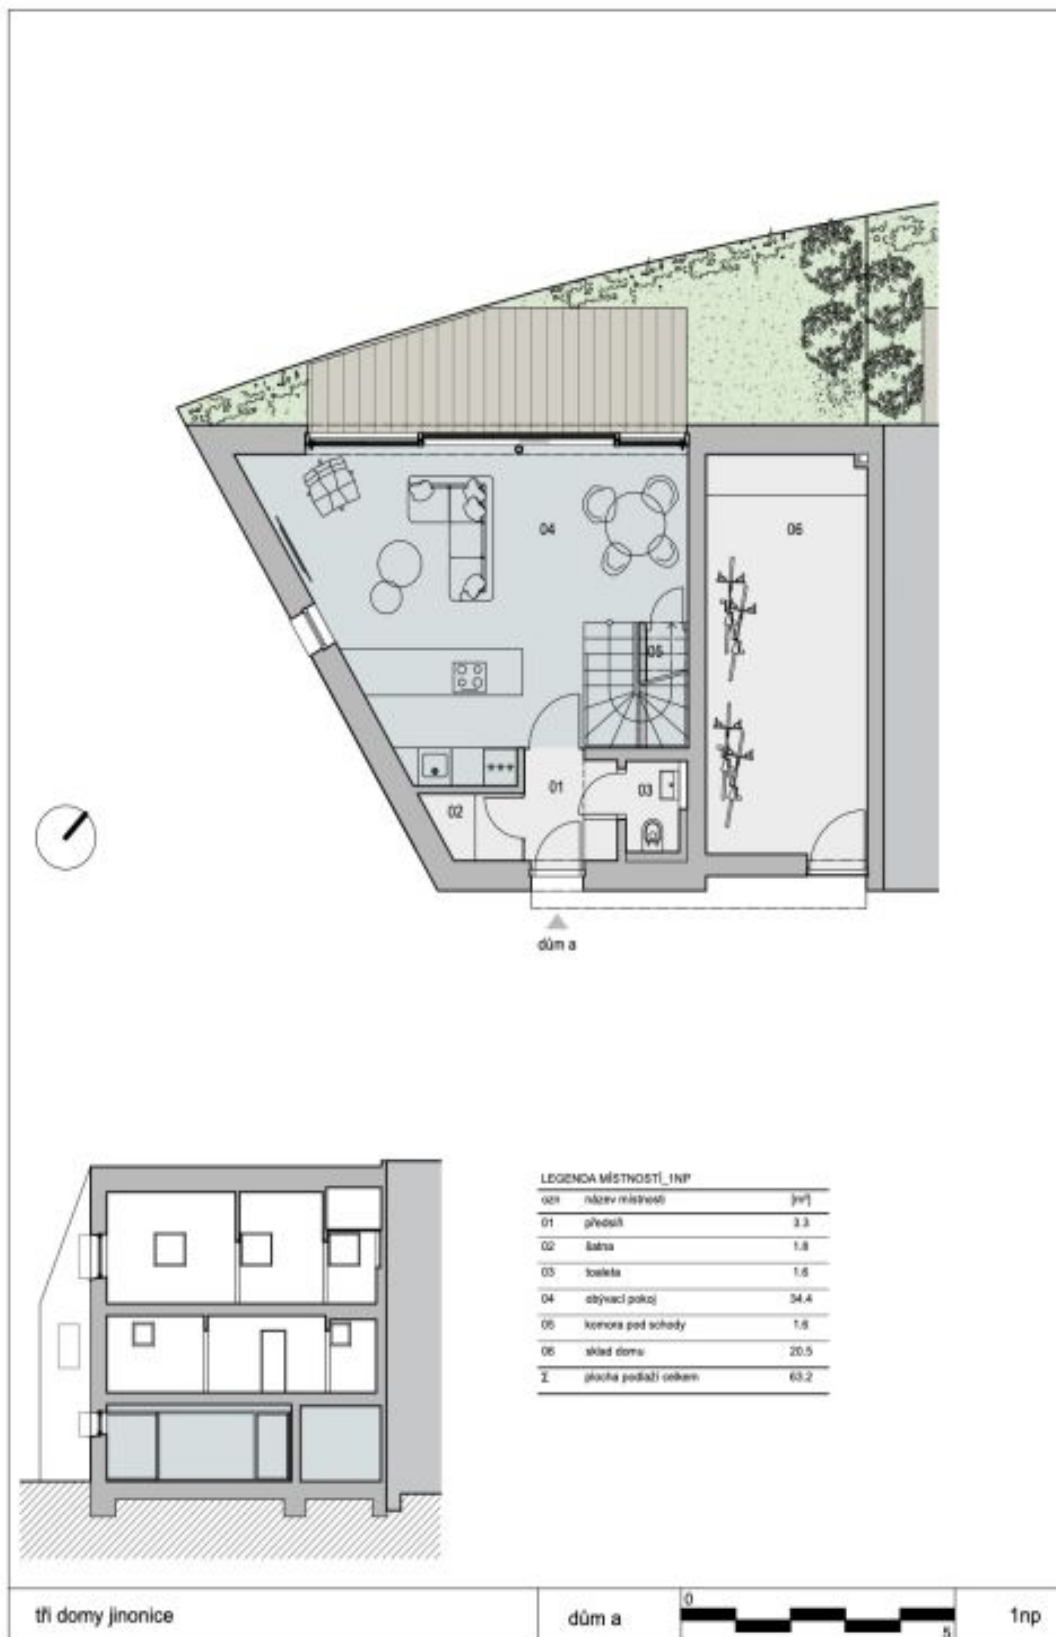 04
06
05
01
03
02
dům a
LEGENDA MÍSTNOSTÍ_1NP
ozn název místnosti [m²]
01 předsíň 3.3
02 šatna 1.8
03 toaleta 1.6
04 obývací pokoj 34.4
05 komora pod schody 1.6
06 sklad domu 20.5
Σ plocha podlaží celkem 63.2
tři domy jinonice
dům a
0
5
1np